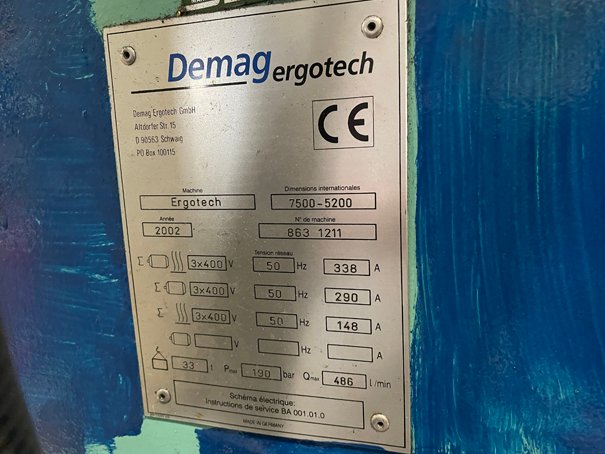 Demag ergotech
Demag Ergotech GmbH
Altdorfer Str. 15
D 90563 Schwaig
PO Box 100115
CE
Machine
Ergotech
Dimensions internationales
7500-5200
Année
2002
N° de machine
863 1211
Tension réseau
Σ 3x400 V 50 Hz 338 A
Σ 3x400 V 50 Hz 290 A
Σ 3x400 V 50 Hz 148 A
V Hz A
33 t Pmax 190 bar Qmax 486 L/min
Schéma électrique:
Instructions de service BA 001.01.0
MADE IN GERMANY